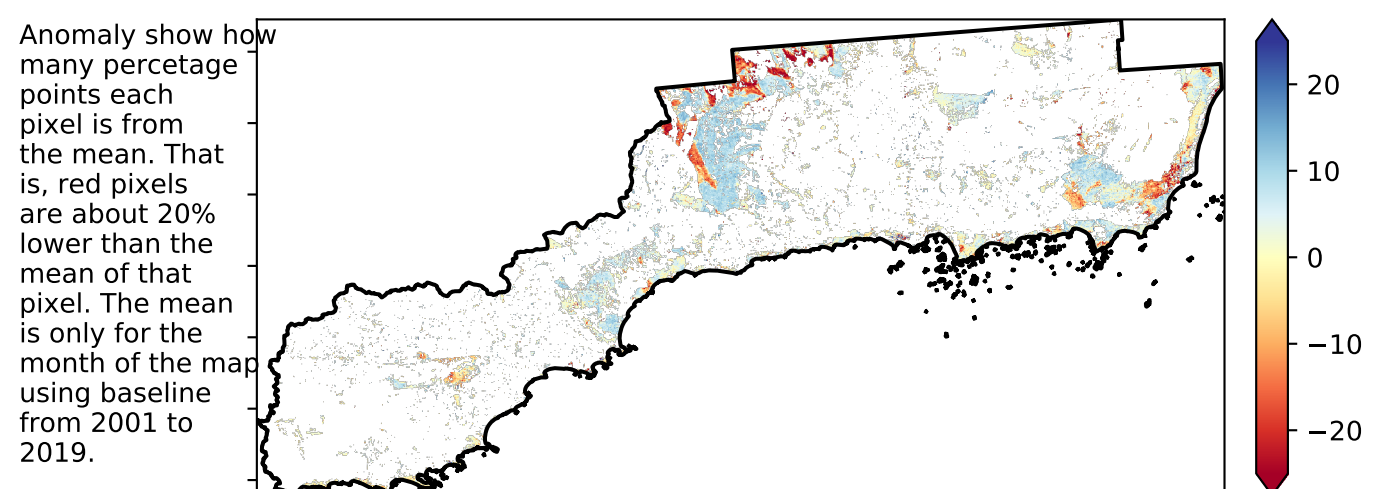 Anomaly show how
many percetage
points each
pixel is from
the mean. That
is, red pixels
are about 20%
lower than the
mean of that
pixel. The mean
is only for the
month of the map
using baseline
from 2001 to
2019.
20
10
0
−10
−20